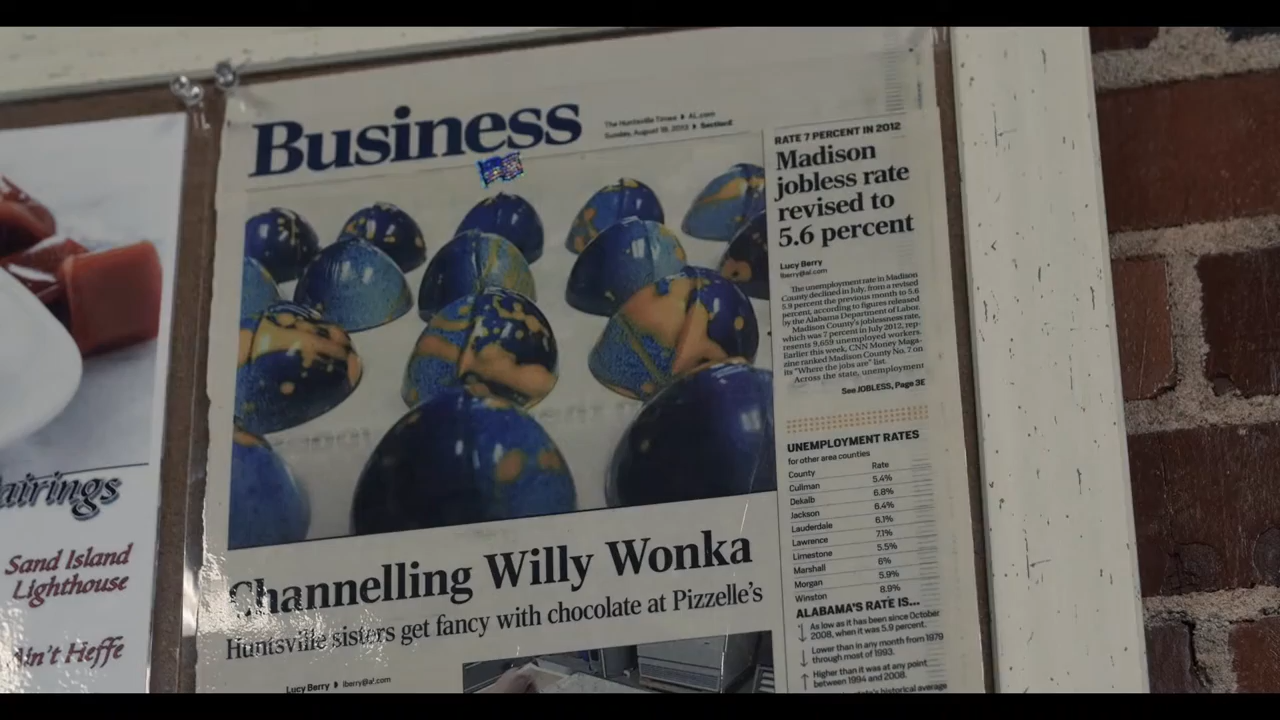 Business
The Huntsville Times AL.com
Sunday, August 18, 2013 SectionE
RATE 7 PERCENT IN 2012
Madison
jobless rate
revised to
5.6 percent
Lucy Berry
lberry@al.com
The unemployment rate in Madison
County declined in July, from a revised
5.9 percent the previous month to 5.6
percent, according to figures released
by the Alabama Department of Labor.
Madison County's joblessness rate,
which was 7 percent in July 2012, rep-
resents 9,659 unemployed workers.
Earlier this week, CNN Money Maga-
zine ranked Madison County No. 7 on
its "Where the jobs are" list.
Across the state, unemployment
See JOBLESS, Page 3E
UNEMPLOYMENT RATES
for other area counties
County Rate
Cullman 5.4%
Dekalb 6.8%
Jackson 6.4%
Lauderdale 6.1%
Lawrence 7.1%
Limestone 5.5%
Marshall 6%
Morgan 5.9%
Winston 8.9%
ALABAMA'S RATE IS...
As low as it has been since October
2008, when it was 5.9 percent.
Lower than in any month from 1979
through most of 1993.
Higher than it was at any point
between 1994 and 2008.
historical average
Channelling Willy Wonka
Huntsville sisters get fancy with chocolate at Pizzelle's
Lucy Berry lberry@al.com
airings
Sand Island
Lighthouse
Ain't Heffe